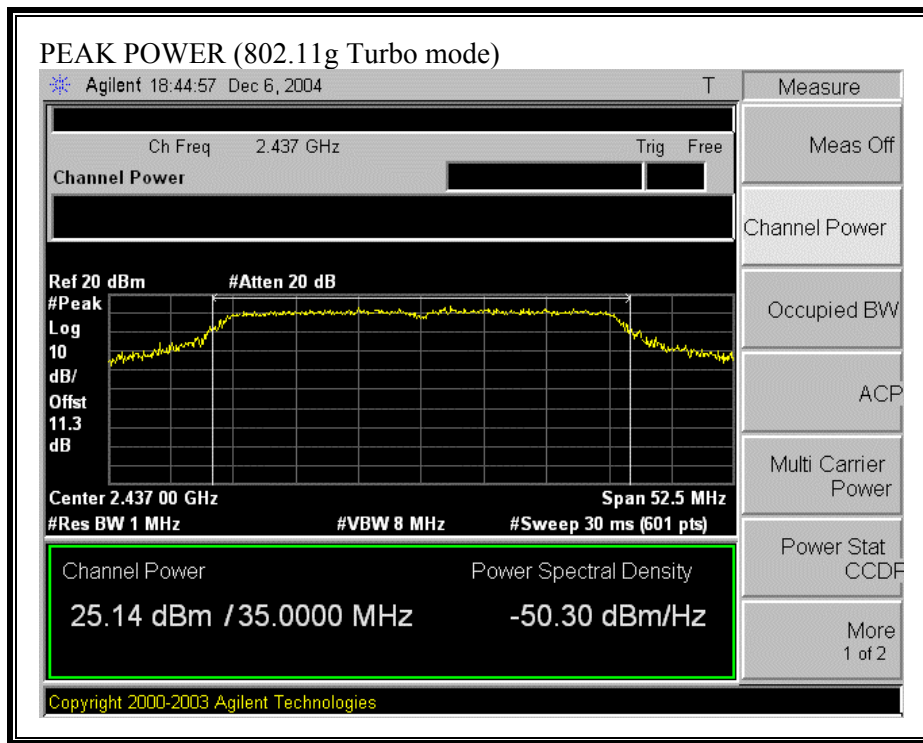 PEAK POWER (802.11g Turbo mode)
Agilent 18:44:57 Dec 6, 2004 T
Measure
Ch Freq 2.437 GHz Trig Free
Channel Power
Meas Off
Channel Power
Occupied BW
ACP
Multi Carrier
Power
Power Stat
CCDF
More
1 of 2
Ref 20 dBm #Atten 20 dB
#Peak
Log
10
dB/
Offst
11.3
dB
Center 2.437 00 GHz Span 52.5 MHz
#Res BW 1 MHz #VBW 8 MHz #Sweep 30 ms (601 pts)
Channel Power Power Spectral Density
25.14 dBm / 35.0000 MHz -50.30 dBm/Hz
Copyright 2000-2003 Agilent Technologies